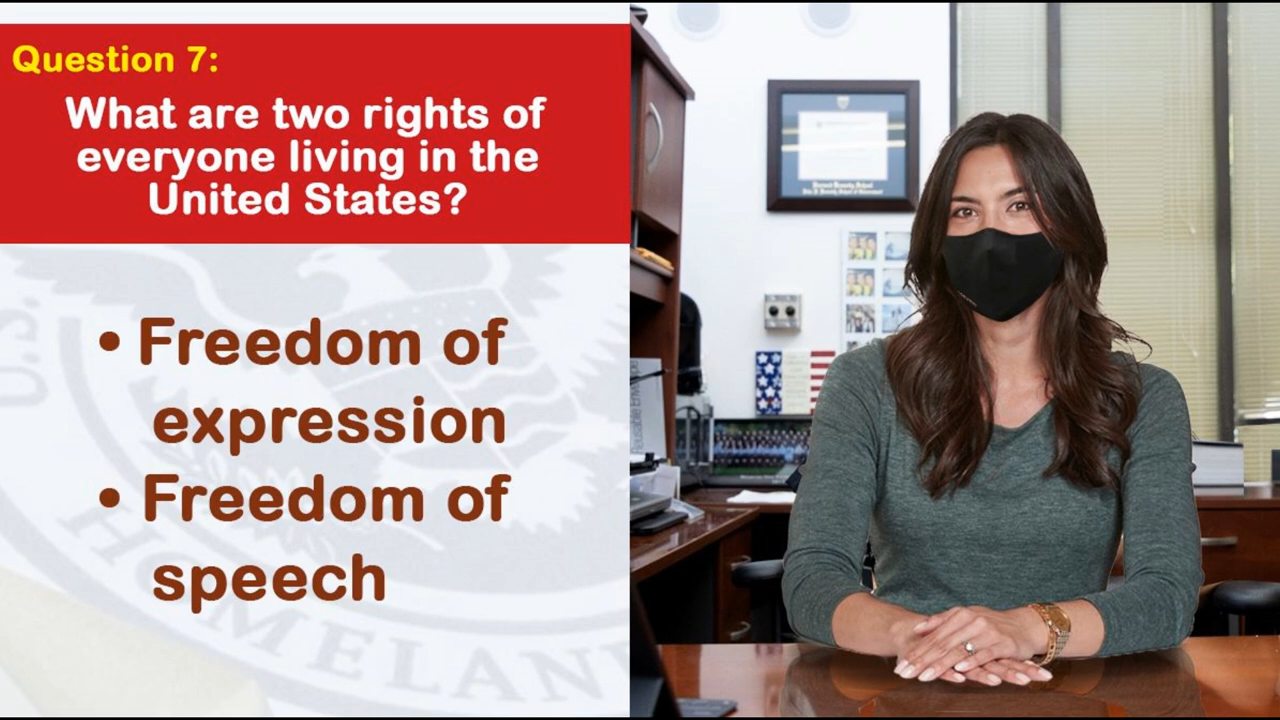 Question 7:
What are two rights of
everyone living in the
United States?
• Freedom of
expression
• Freedom of
speech
U.S.
HOMELAN